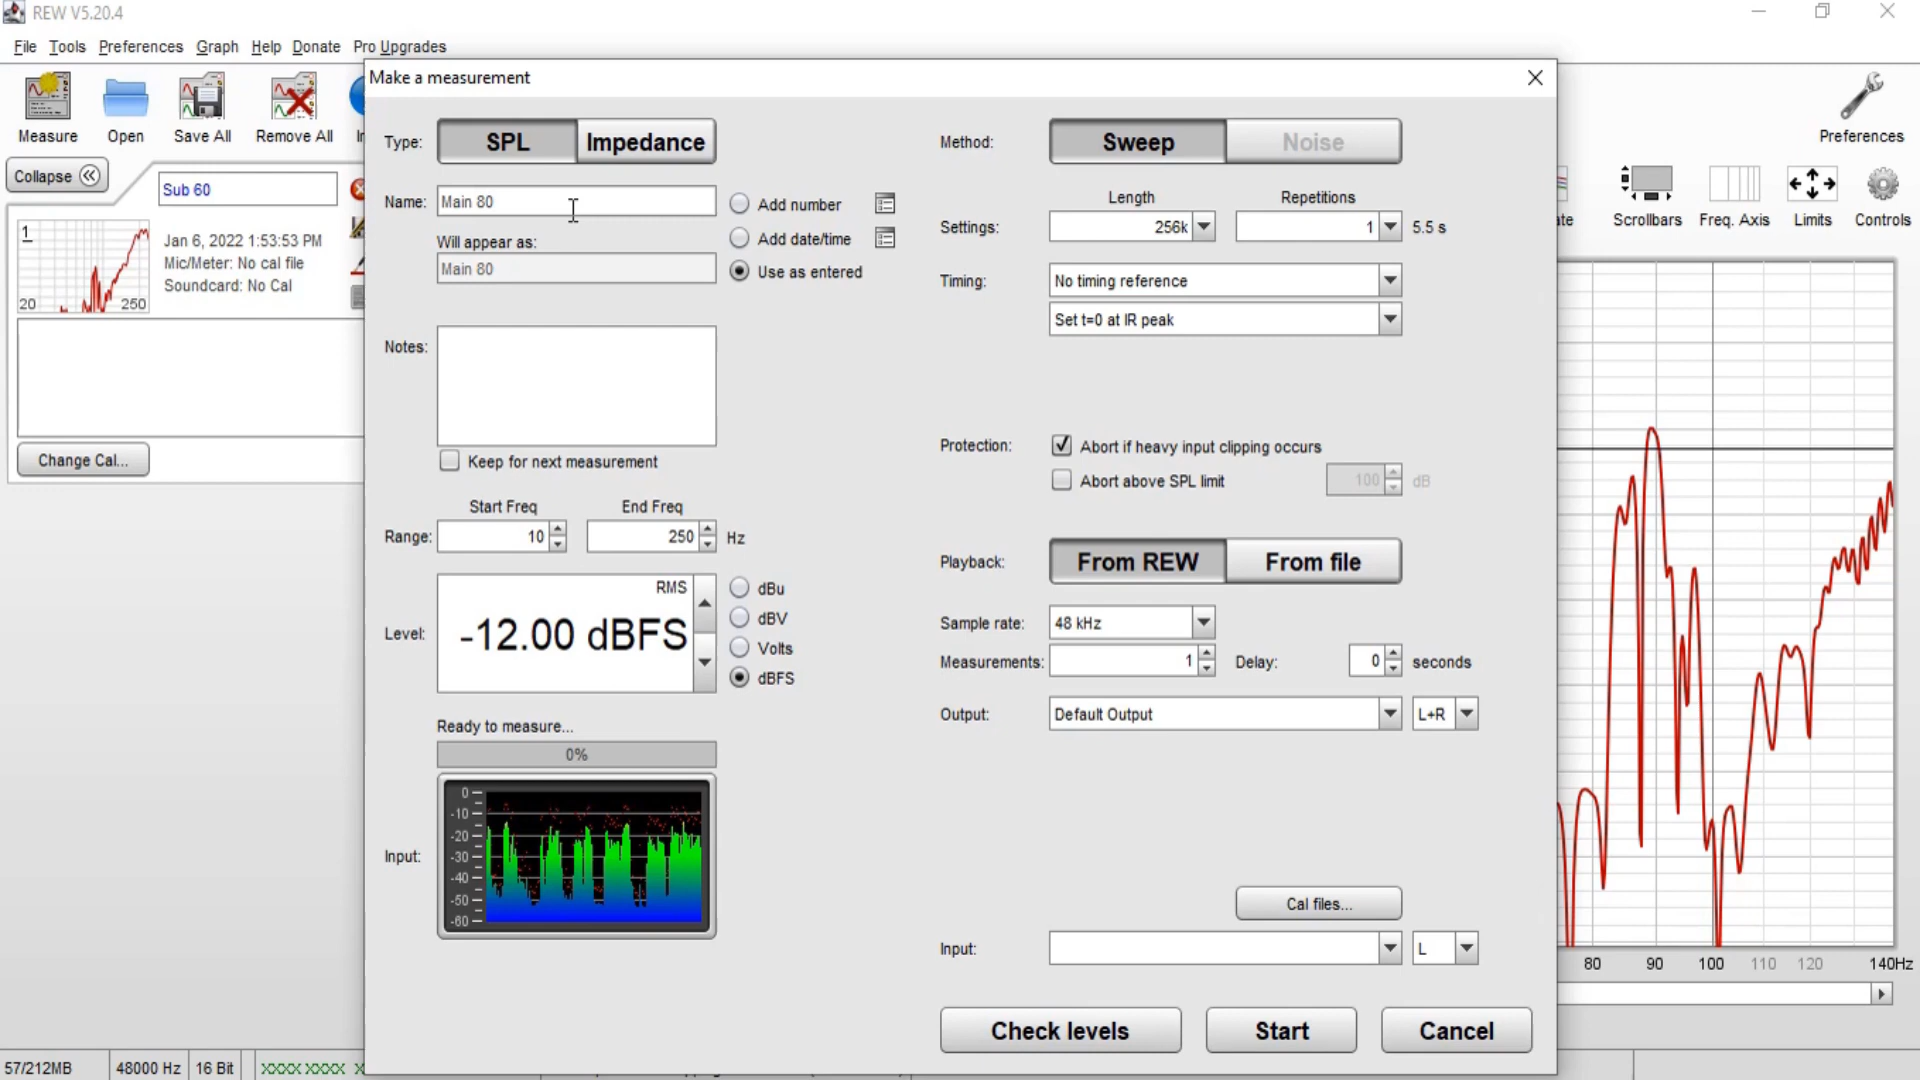 REW V5.20.4
File Tools Preferences Graph Help Donate Pro Upgrades
Measure Open Save All Remove All
Preferences
Collapse
Sub 60
Scrollbars Freq. Axis Limits Controls
1
Jan 6, 2022 1:53:53 PM
Mic/Meter: No cal file
Soundcard: No Cal
20 250
Change Cal...
Make a measurement
Type: SPL Impedance
Name: Main 80
Add number
Will appear as:
Add date/time
Main 80
Use as entered
Notes:
Keep for next measurement
Start Freq End Freq
Range: 10 250 Hz
RMS
Level: -12.00 dBFS
dBu
dBV
Volts
dBFS
Ready to measure...
0%
Input:
0
-10
-20
-30
-40
-50
-60
Method: Sweep Noise
Length Repetitions
Settings: 256k 1 5.5 s
Timing: No timing reference
Set t=0 at IR peak
Protection: Abort if heavy input clipping occurs
Abort above SPL limit 100 dB
Playback: From REW From file
Sample rate: 48 kHz
Measurements: 1 Delay: 0 seconds
Output: Default Output L+R
Cal files...
Input: L
Check levels Start Cancel
80 90 100 110 120 140Hz
57/212MB 48000 Hz 16 Bit XXXX XXXX